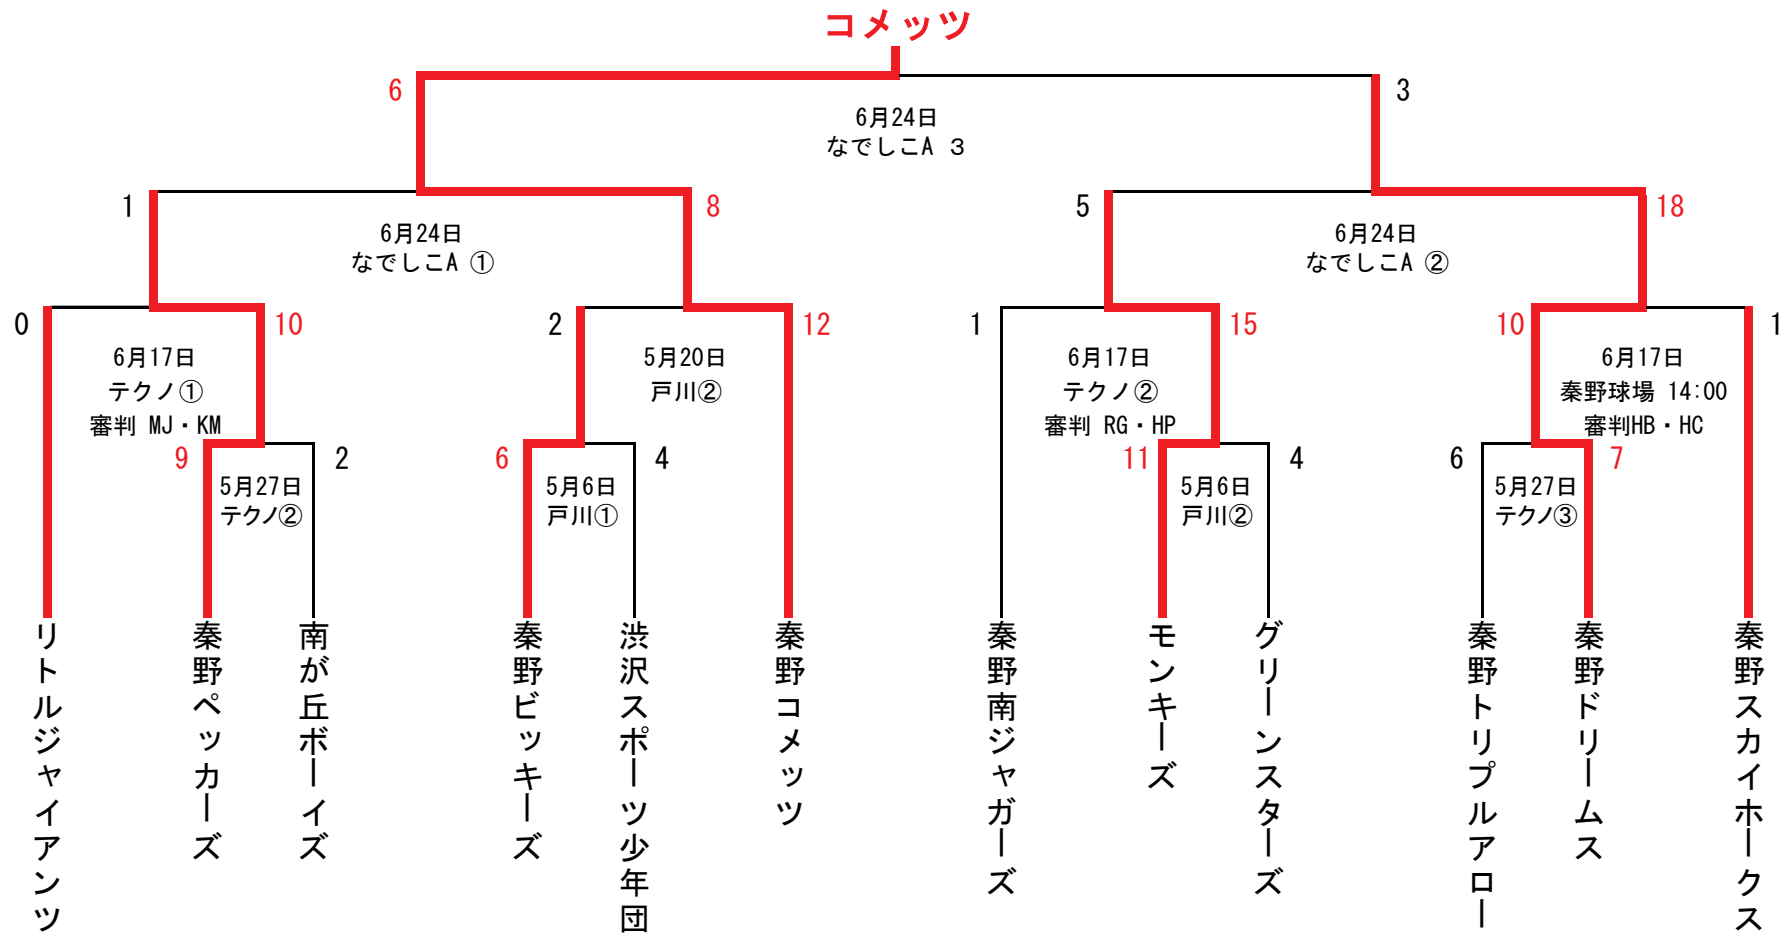 コメッツ
6
3
6月24日
なでしこA 3
1
8
5
18
6月24日
なでしこA ①
6月24日
なでしこA ②
0
10
2
12
1
15
10
1
6月17日
テクノ①
審判 MJ・KM
5月20日
戸川②
6月17日
テクノ②
審判 RG・HP
6月17日
秦野球場 14:00
審判HB・HC
9
2
6
4
11
4
6
7
5月27日
テクノ②
5月6日
戸川①
5月6日
戸川②
5月27日
テクノ③
リトルジャイアンツ
秦野ペッカーズ
南が丘ボーイズ
秦野ビッキーズ
渋沢スポーツ少年団
秦野コメッツ
秦野南ジャガーズ
モンキーズ
グリーンスターズ
秦野トリプルアロー
秦野ドリームス
秦野スカイホークス